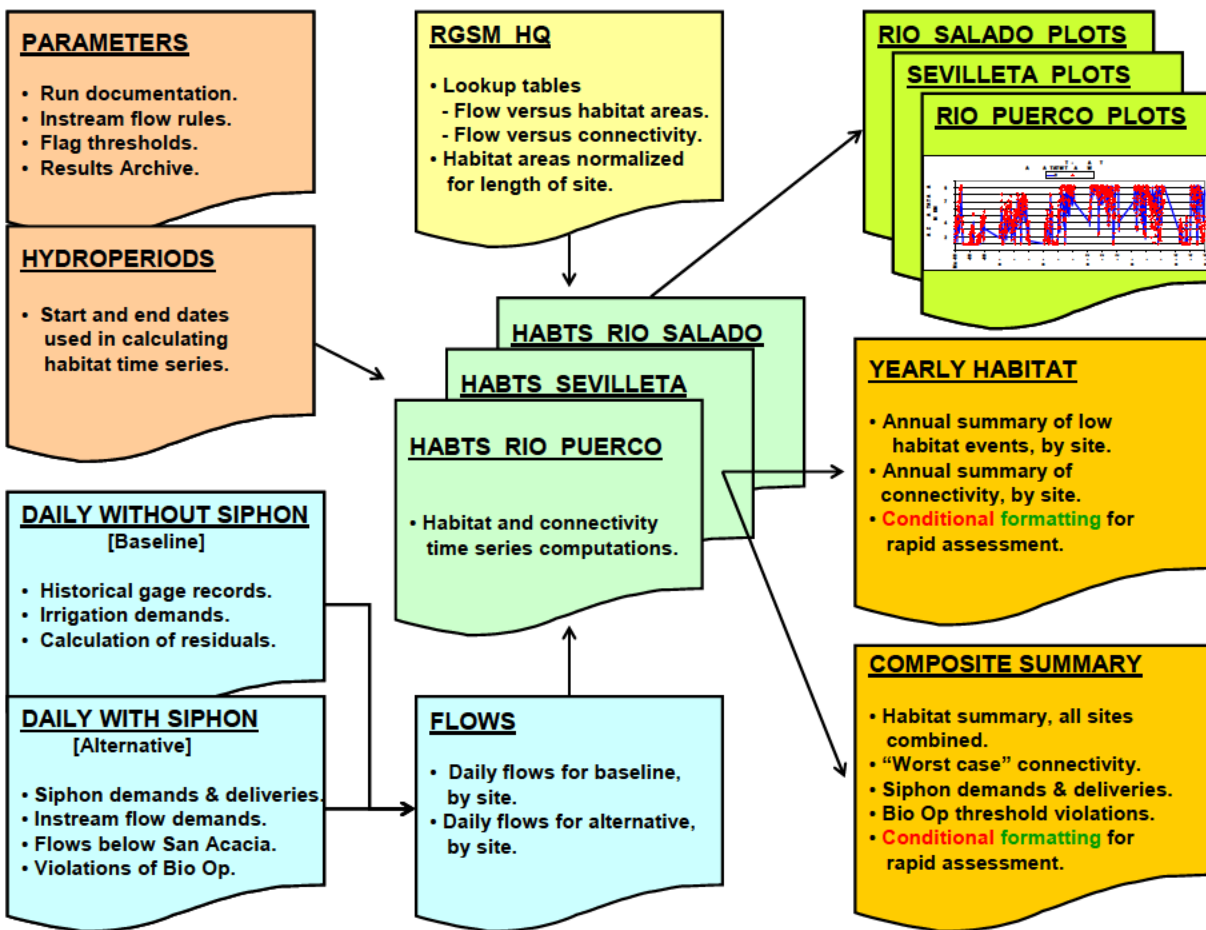 PARAMETERS
• Run documentation.
• Instream flow rules.
• Flag thresholds.
• Results Archive.
HYDROPERIODS
• Start and end dates
used in calculating
habitat time series.
DAILY WITHOUT SIPHON
[Baseline]
• Historical gage records.
• Irrigation demands.
• Calculation of residuals.
DAILY WITH SIPHON
[Alternative]
• Siphon demands & deliveries.
• Instream flow demands.
• Flows below San Acacia.
• Violations of Bio Op.
RGSM HQ
• Lookup tables
- Flow versus habitat areas.
- Flow versus connectivity.
• Habitat areas normalized
for length of site.
HABTS RIO SALADO
HABTS SEVILLETA
HABTS RIO PUERCO
• Habitat and connectivity
time series computations.
FLOWS
• Daily flows for baseline,
by site.
• Daily flows for alternative,
by site.
RIO SALADO PLOTS
SEVILLETA PLOTS
RIO PUERCO PLOTS
YEARLY HABITAT
• Annual summary of low
habitat events, by site.
• Annual summary of
connectivity, by site.
• Conditional formatting for
rapid assessment.
COMPOSITE SUMMARY
• Habitat summary, all sites
combined.
• “Worst case” connectivity.
• Siphon demands & deliveries.
• Bio Op threshold violations.
• Conditional formatting for
rapid assessment.